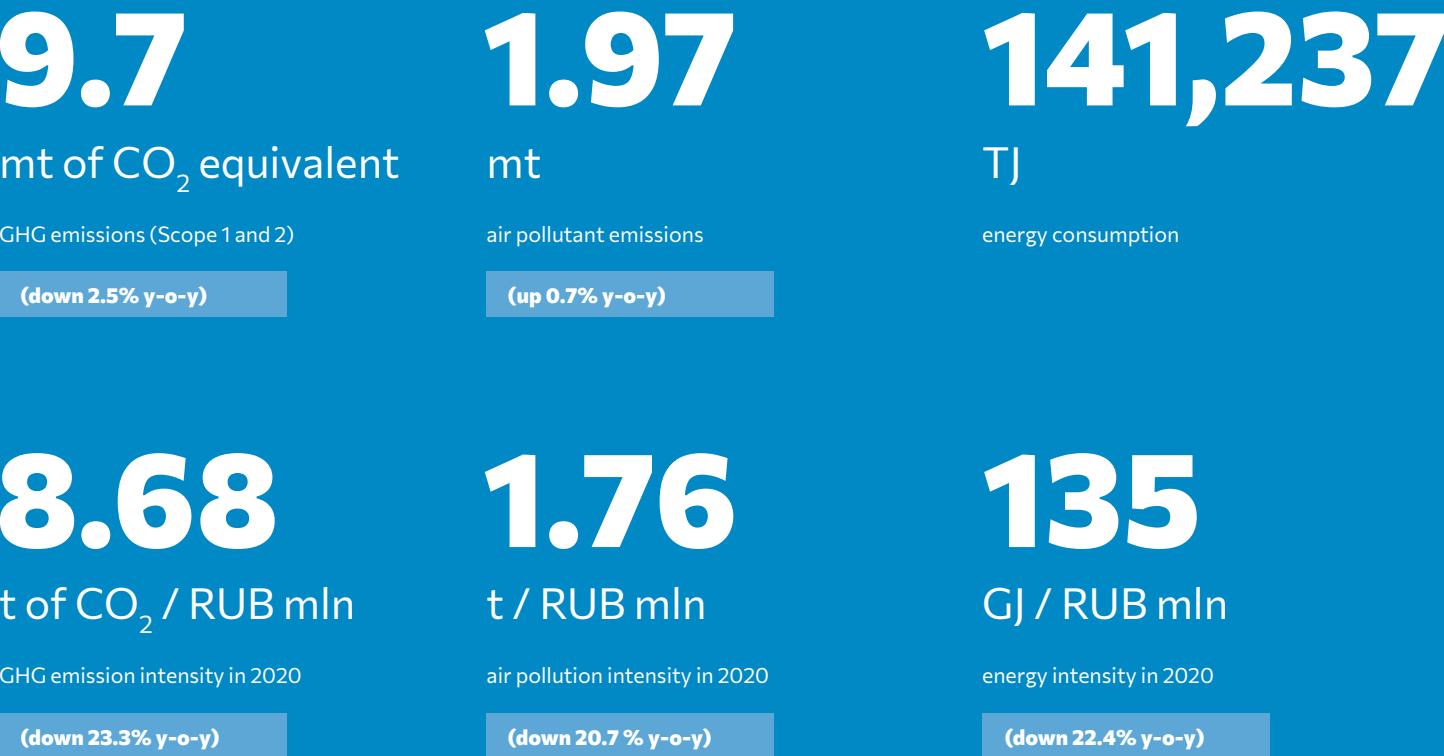 9.7
mt of CO₂ equivalent
GHG emissions (Scope 1 and 2)
(down 2.5% y-o-y)
1.97
mt
air pollutant emissions
(up 0.7% y-o-y)
141,237
TJ
energy consumption
8.68
t of CO₂ / RUB mln
GHG emission intensity in 2020
(down 23.3% y-o-y)
1.76
t / RUB mln
air pollution intensity in 2020
(down 20.7 % y-o-y)
135
GJ / RUB mln
energy intensity in 2020
(down 22.4% y-o-y)